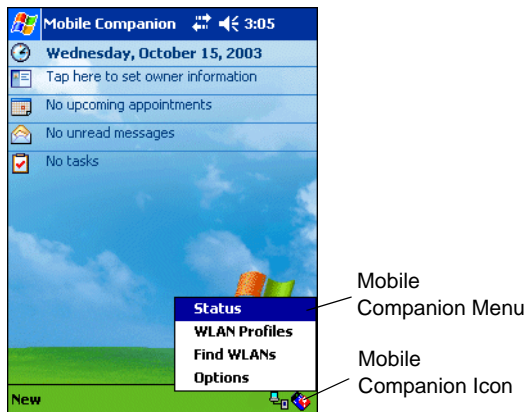 Mobile Companion 3:05
Wednesday, October 15, 2003
Tap here to set owner information
No upcoming appointments
No unread messages
No tasks
Status
WLAN Profiles
Find WLANs
Options
New
Mobile
Companion Menu
Mobile
Companion Icon